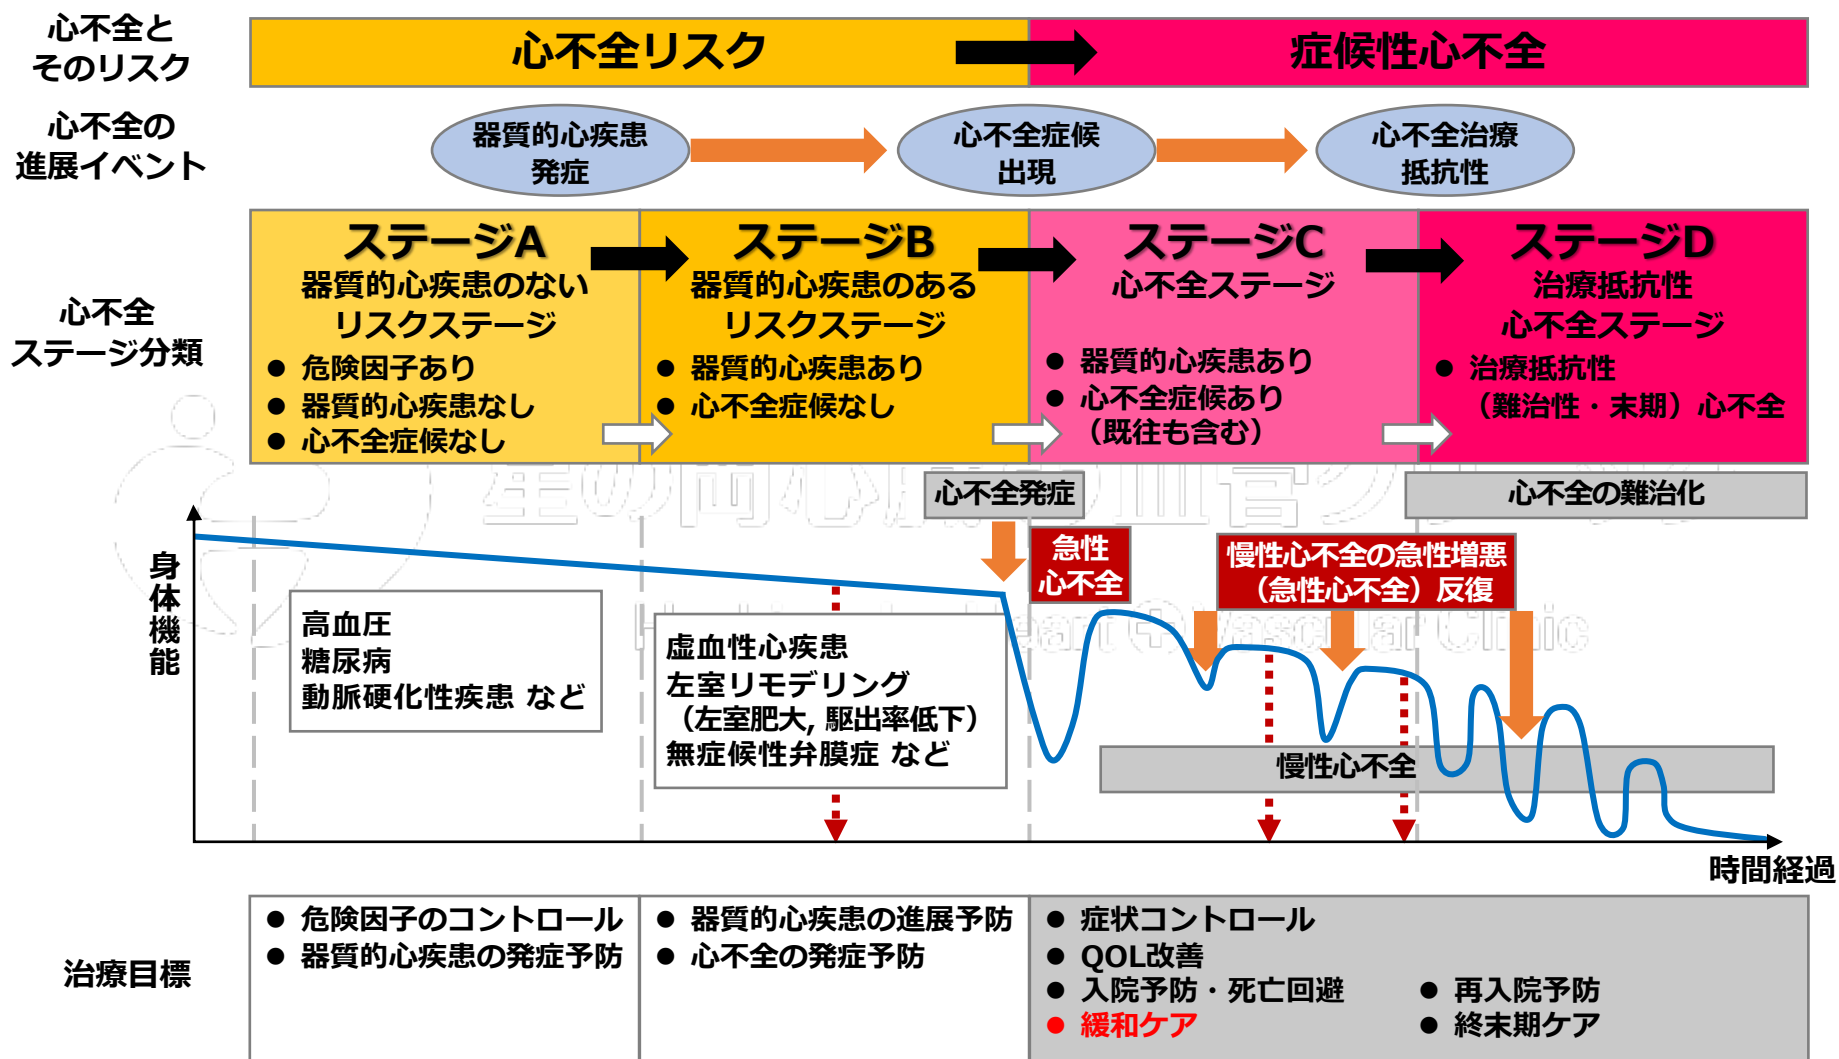 心不全と
そのリスク
心不全リスク
症候性心不全
心不全の
進展イベント
器質的心疾患
発症
心不全症候
出現
心不全治療
抵抗性
心不全
ステージ分類
ステージA
器質的心疾患のない
リスクステージ
● 危険因子あり
● 器質的心疾患なし
● 心不全症候なし
ステージB
器質的心疾患のある
リスクステージ
● 器質的心疾患あり
● 心不全症候なし
ステージC
心不全ステージ
● 器質的心疾患あり
● 心不全症候あり
（既往も含む）
ステージD
治療抵抗性
心不全ステージ
● 治療抵抗性
（難治性・末期）心不全
心不全発症
心不全の難治化
身体機能
急性
心不全
慢性心不全の急性増悪
（急性心不全）反復
高血圧
糖尿病
動脈硬化性疾患 など
虚血性心疾患
左室リモデリング
（左室肥大, 駆出率低下）
無症候性弁膜症 など
慢性心不全
時間経過
治療目標
● 危険因子のコントロール
● 器質的心疾患の発症予防
● 器質的心疾患の進展予防
● 心不全の発症予防
● 症状コントロール
● QOL改善
● 入院予防・死亡回避
● 緩和ケア
● 再入院予防
● 終末期ケア